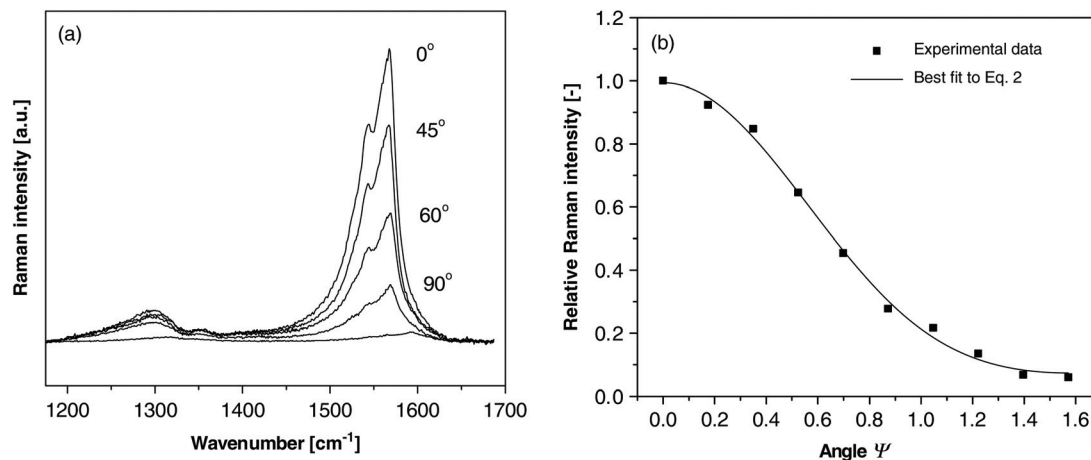 (a)
0°
45°
60°
90°
Raman intensity [a.u.]
1200 1300 1400 1500 1600 1700
Wavenumber [cm⁻¹]
(b)
Experimental data
Best fit to Eq. 2
Relative Raman intensity [-]
1.2
1.0
0.8
0.6
0.4
0.2
0.0
0.0 0.2 0.4 0.6 0.8 1.0 1.2 1.4 1.6
Angle Ψ